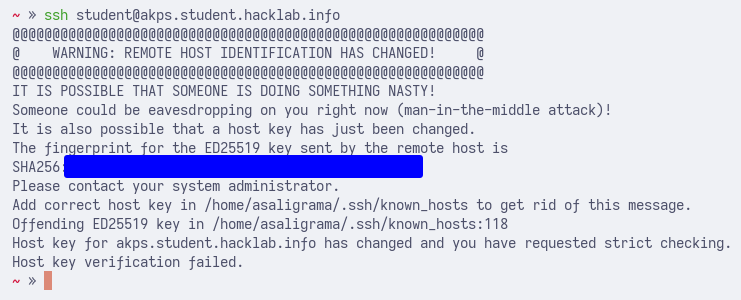 ~ » ssh student@akps.student.hacklab.info
@@@@@@@@@@@@@@@@@@@@@@@@@@@@@@@@@@@@@@@@@@@@@@@@@@@@@@@@@@@
@    WARNING: REMOTE HOST IDENTIFICATION HAS CHANGED!     @
@@@@@@@@@@@@@@@@@@@@@@@@@@@@@@@@@@@@@@@@@@@@@@@@@@@@@@@@@@@
IT IS POSSIBLE THAT SOMEONE IS DOING SOMETHING NASTY!
Someone could be eavesdropping on you right now (man-in-the-middle attack)!
It is also possible that a host key has just been changed.
The fingerprint for the ED25519 key sent by the remote host is
SHA256:
Please contact your system administrator.
Add correct host key in /home/asaligrama/.ssh/known_hosts to get rid of this message.
Offending ED25519 key in /home/asaligrama/.ssh/known_hosts:118
Host key for akps.student.hacklab.info has changed and you have requested strict checking.
Host key verification failed.
~ »